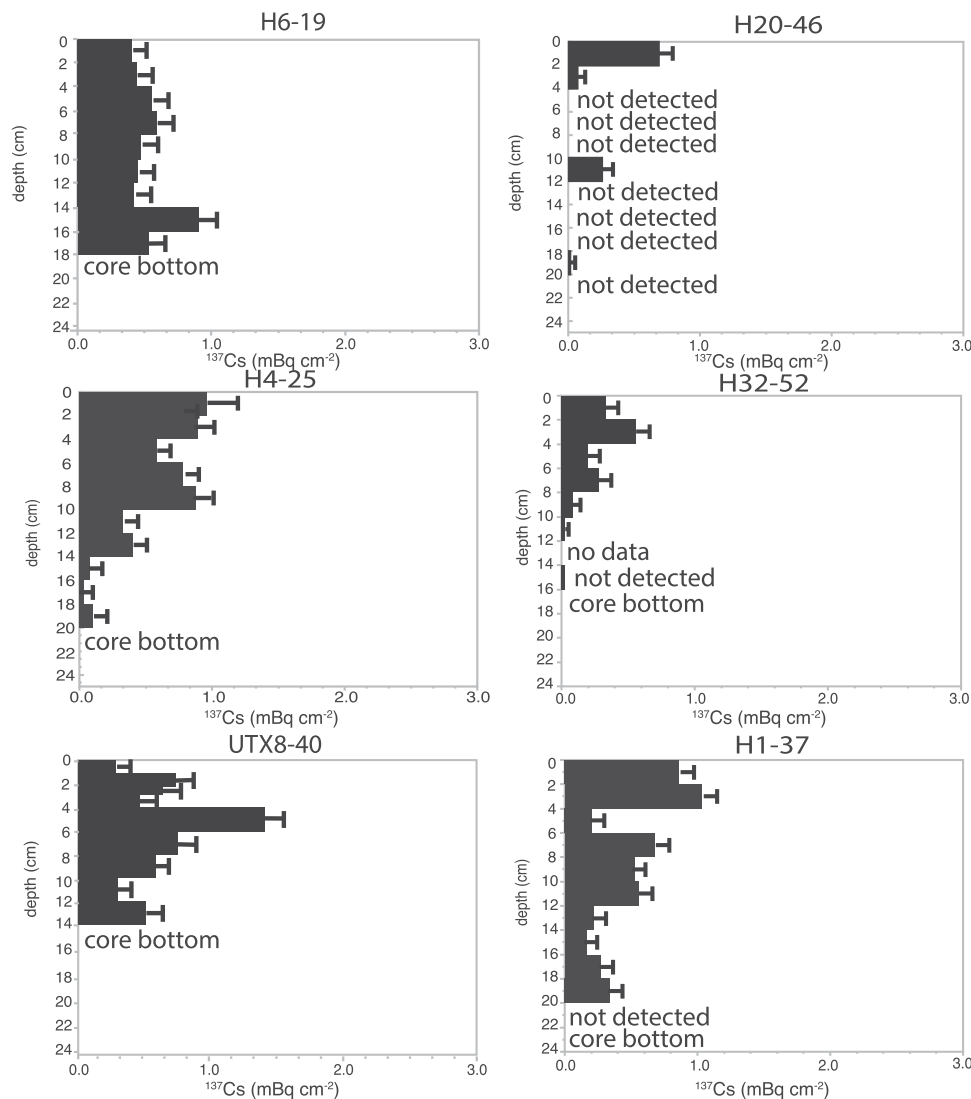 H6-19
0
2
4
6
8
10
12
14
16
18
20
22
24
depth (cm)
core bottom
0.0 1.0 2.0 3.0
¹³⁷Cs (mBq cm⁻²)
H20-46
0
2
4
6
8
10
12
14
16
18
20
22
24
depth (cm)
not detected
not detected
not detected
not detected
not detected
not detected
not detected
0.0 1.0 2.0 3.0
¹³⁷Cs (mBq cm⁻²)
H4-25
0
2
4
6
8
10
12
14
16
18
20
22
24
depth (cm)
core bottom
0.0 1.0 2.0 3.0
¹³⁷Cs (mBq cm⁻²)
H32-52
0
2
4
6
8
10
12
14
16
18
20
22
24
depth (cm)
no data
not detected
core bottom
0.0 1.0 2.0 3.0
¹³⁷Cs (mBq cm⁻²)
UTX8-40
0
2
4
6
8
10
12
14
16
18
20
22
24
depth (cm)
core bottom
0.0 1.0 2.0 3.0
¹³⁷Cs (mBq cm⁻²)
H1-37
0
2
4
6
8
10
12
14
16
18
20
22
24
depth (cm)
not detected
core bottom
0.0 1.0 2.0 3.0
¹³⁷Cs (mBq cm⁻²)